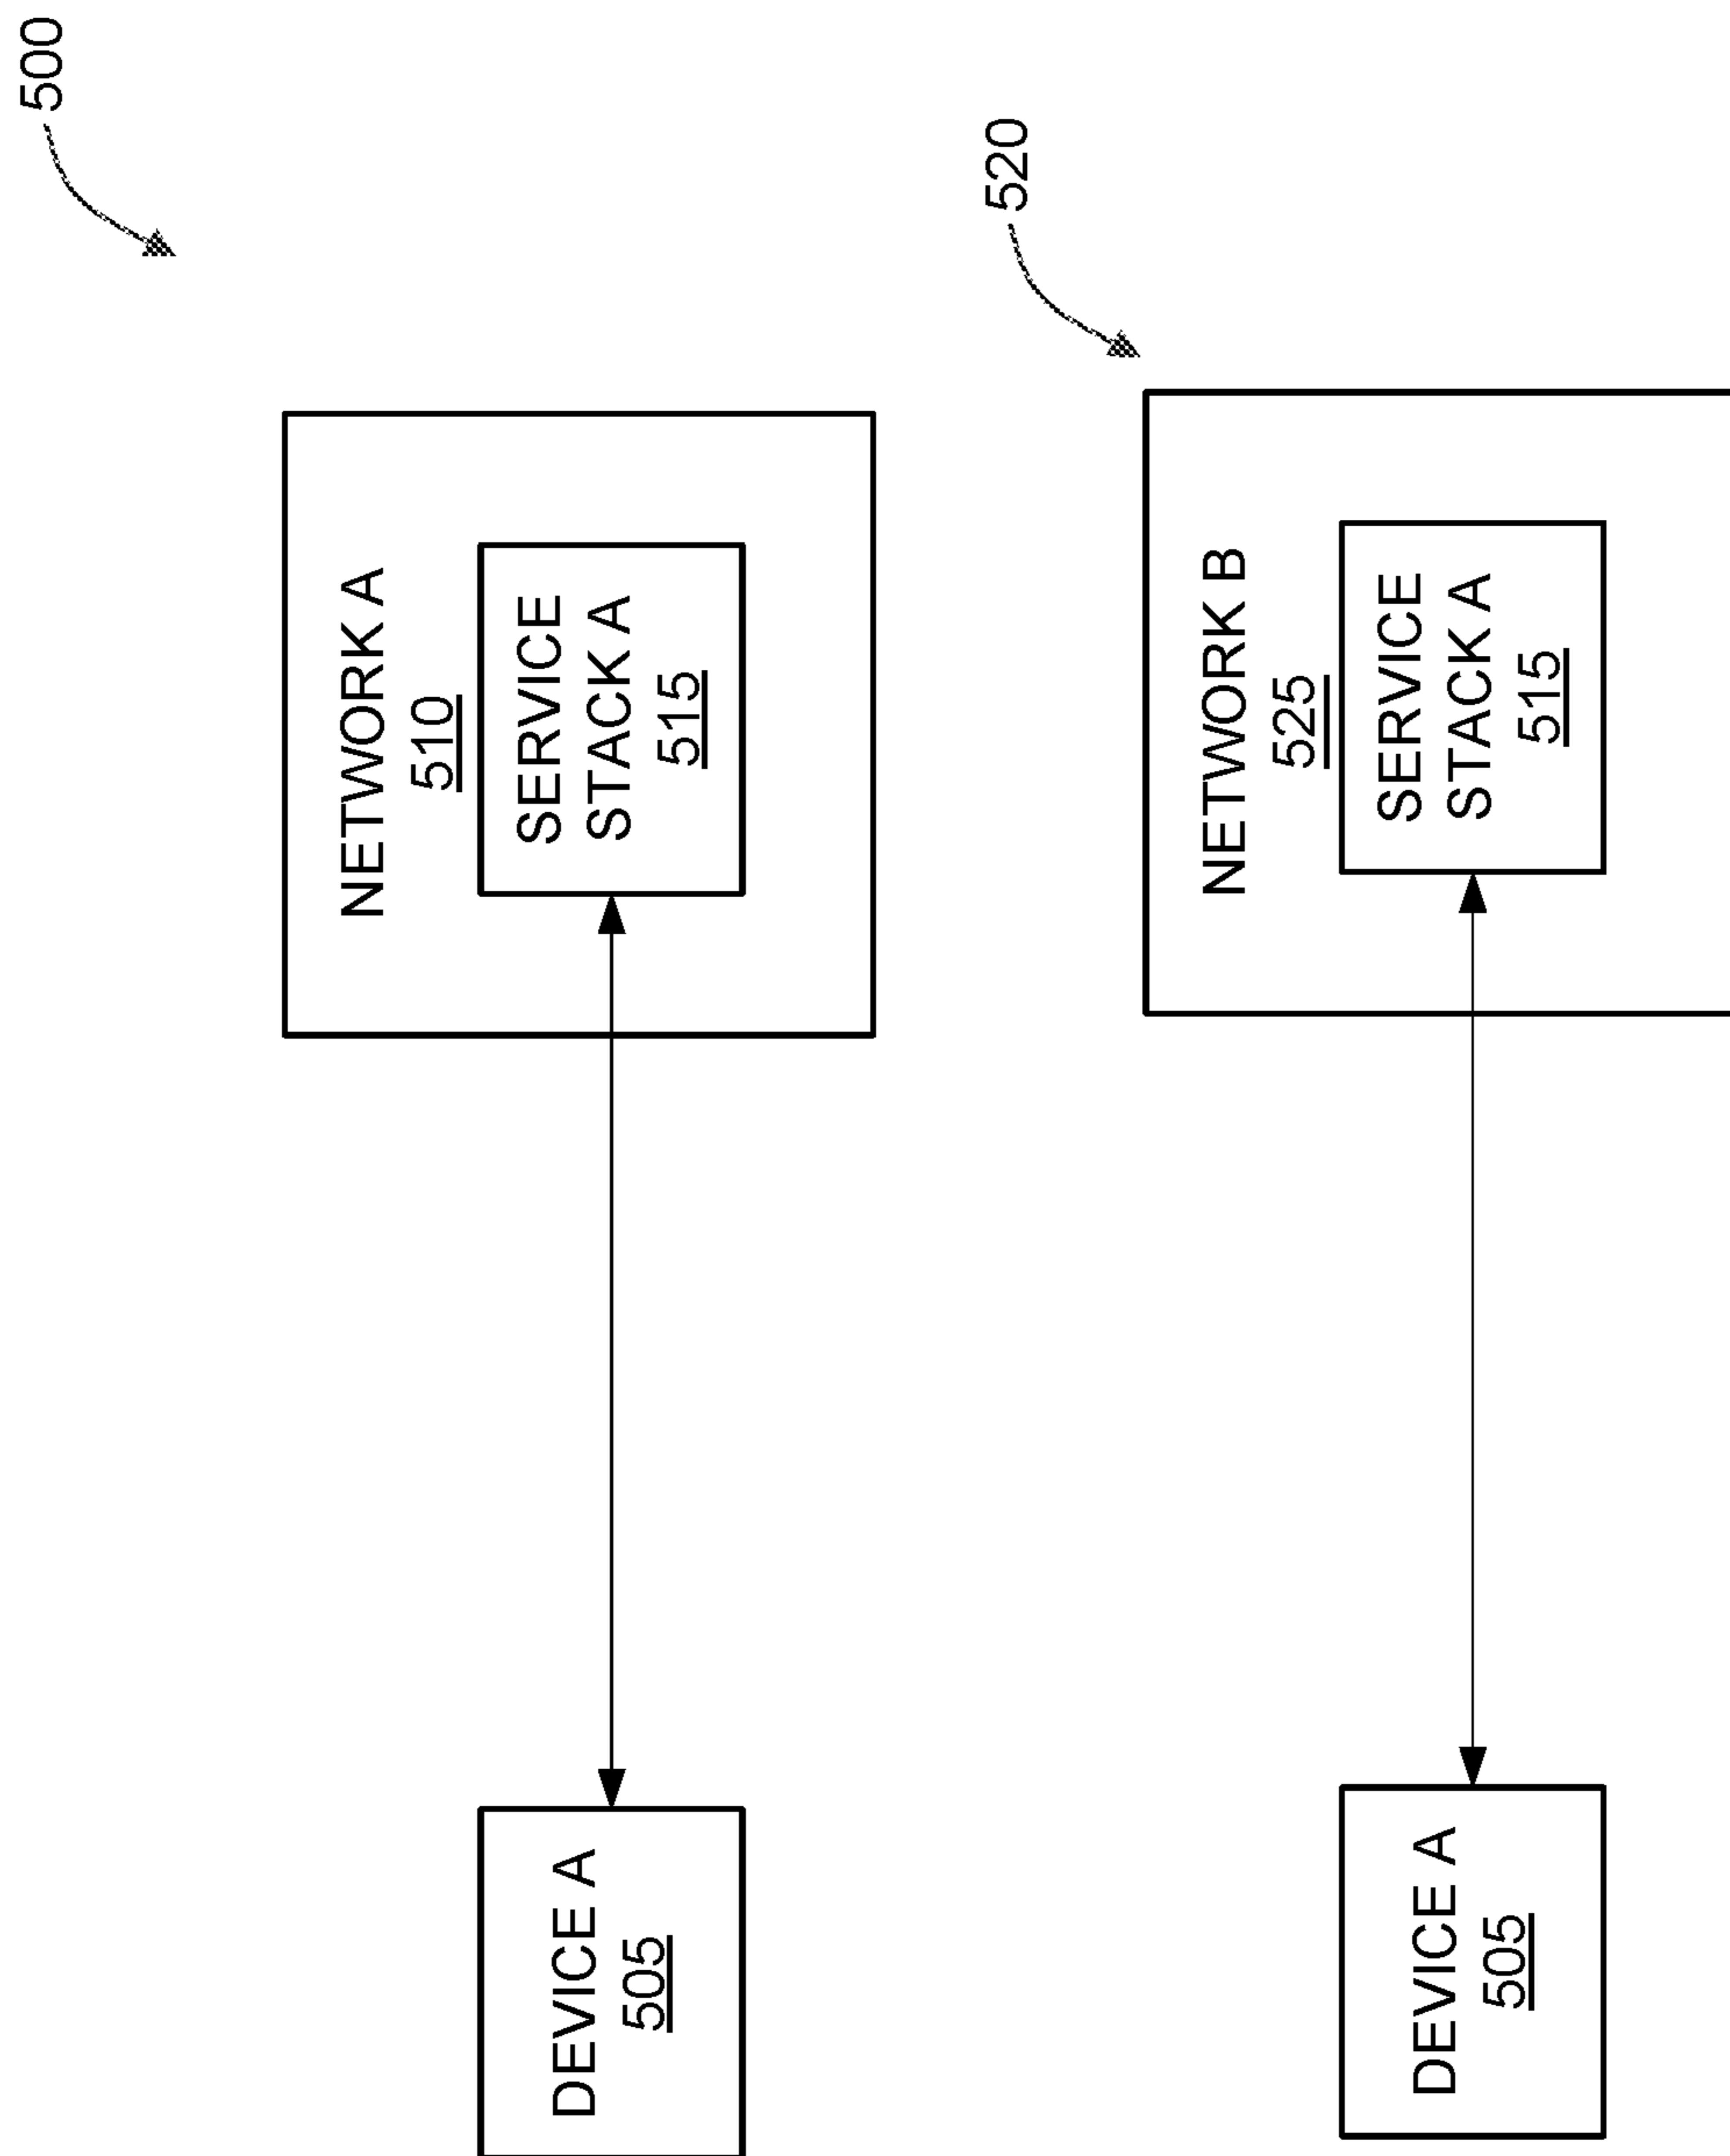 500
NETWORK A
510
SERVICE
STACK A
515
DEVICE A
505
520
NETWORK B
525
SERVICE
STACK A
515
DEVICE A
505